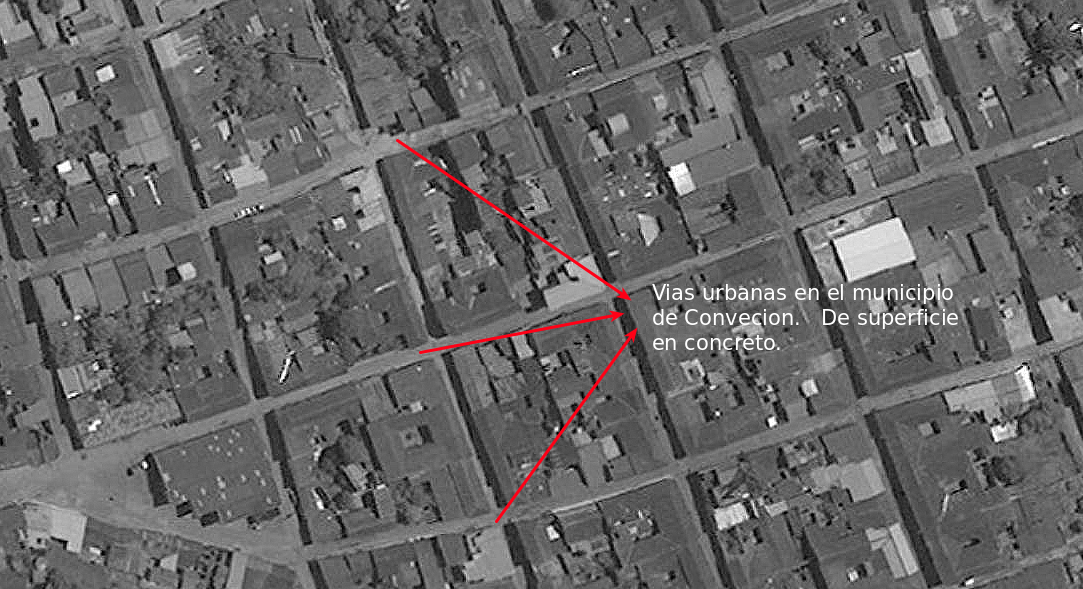 Vias urbanas en el municipio
de Convecion. De superficie
en concreto.